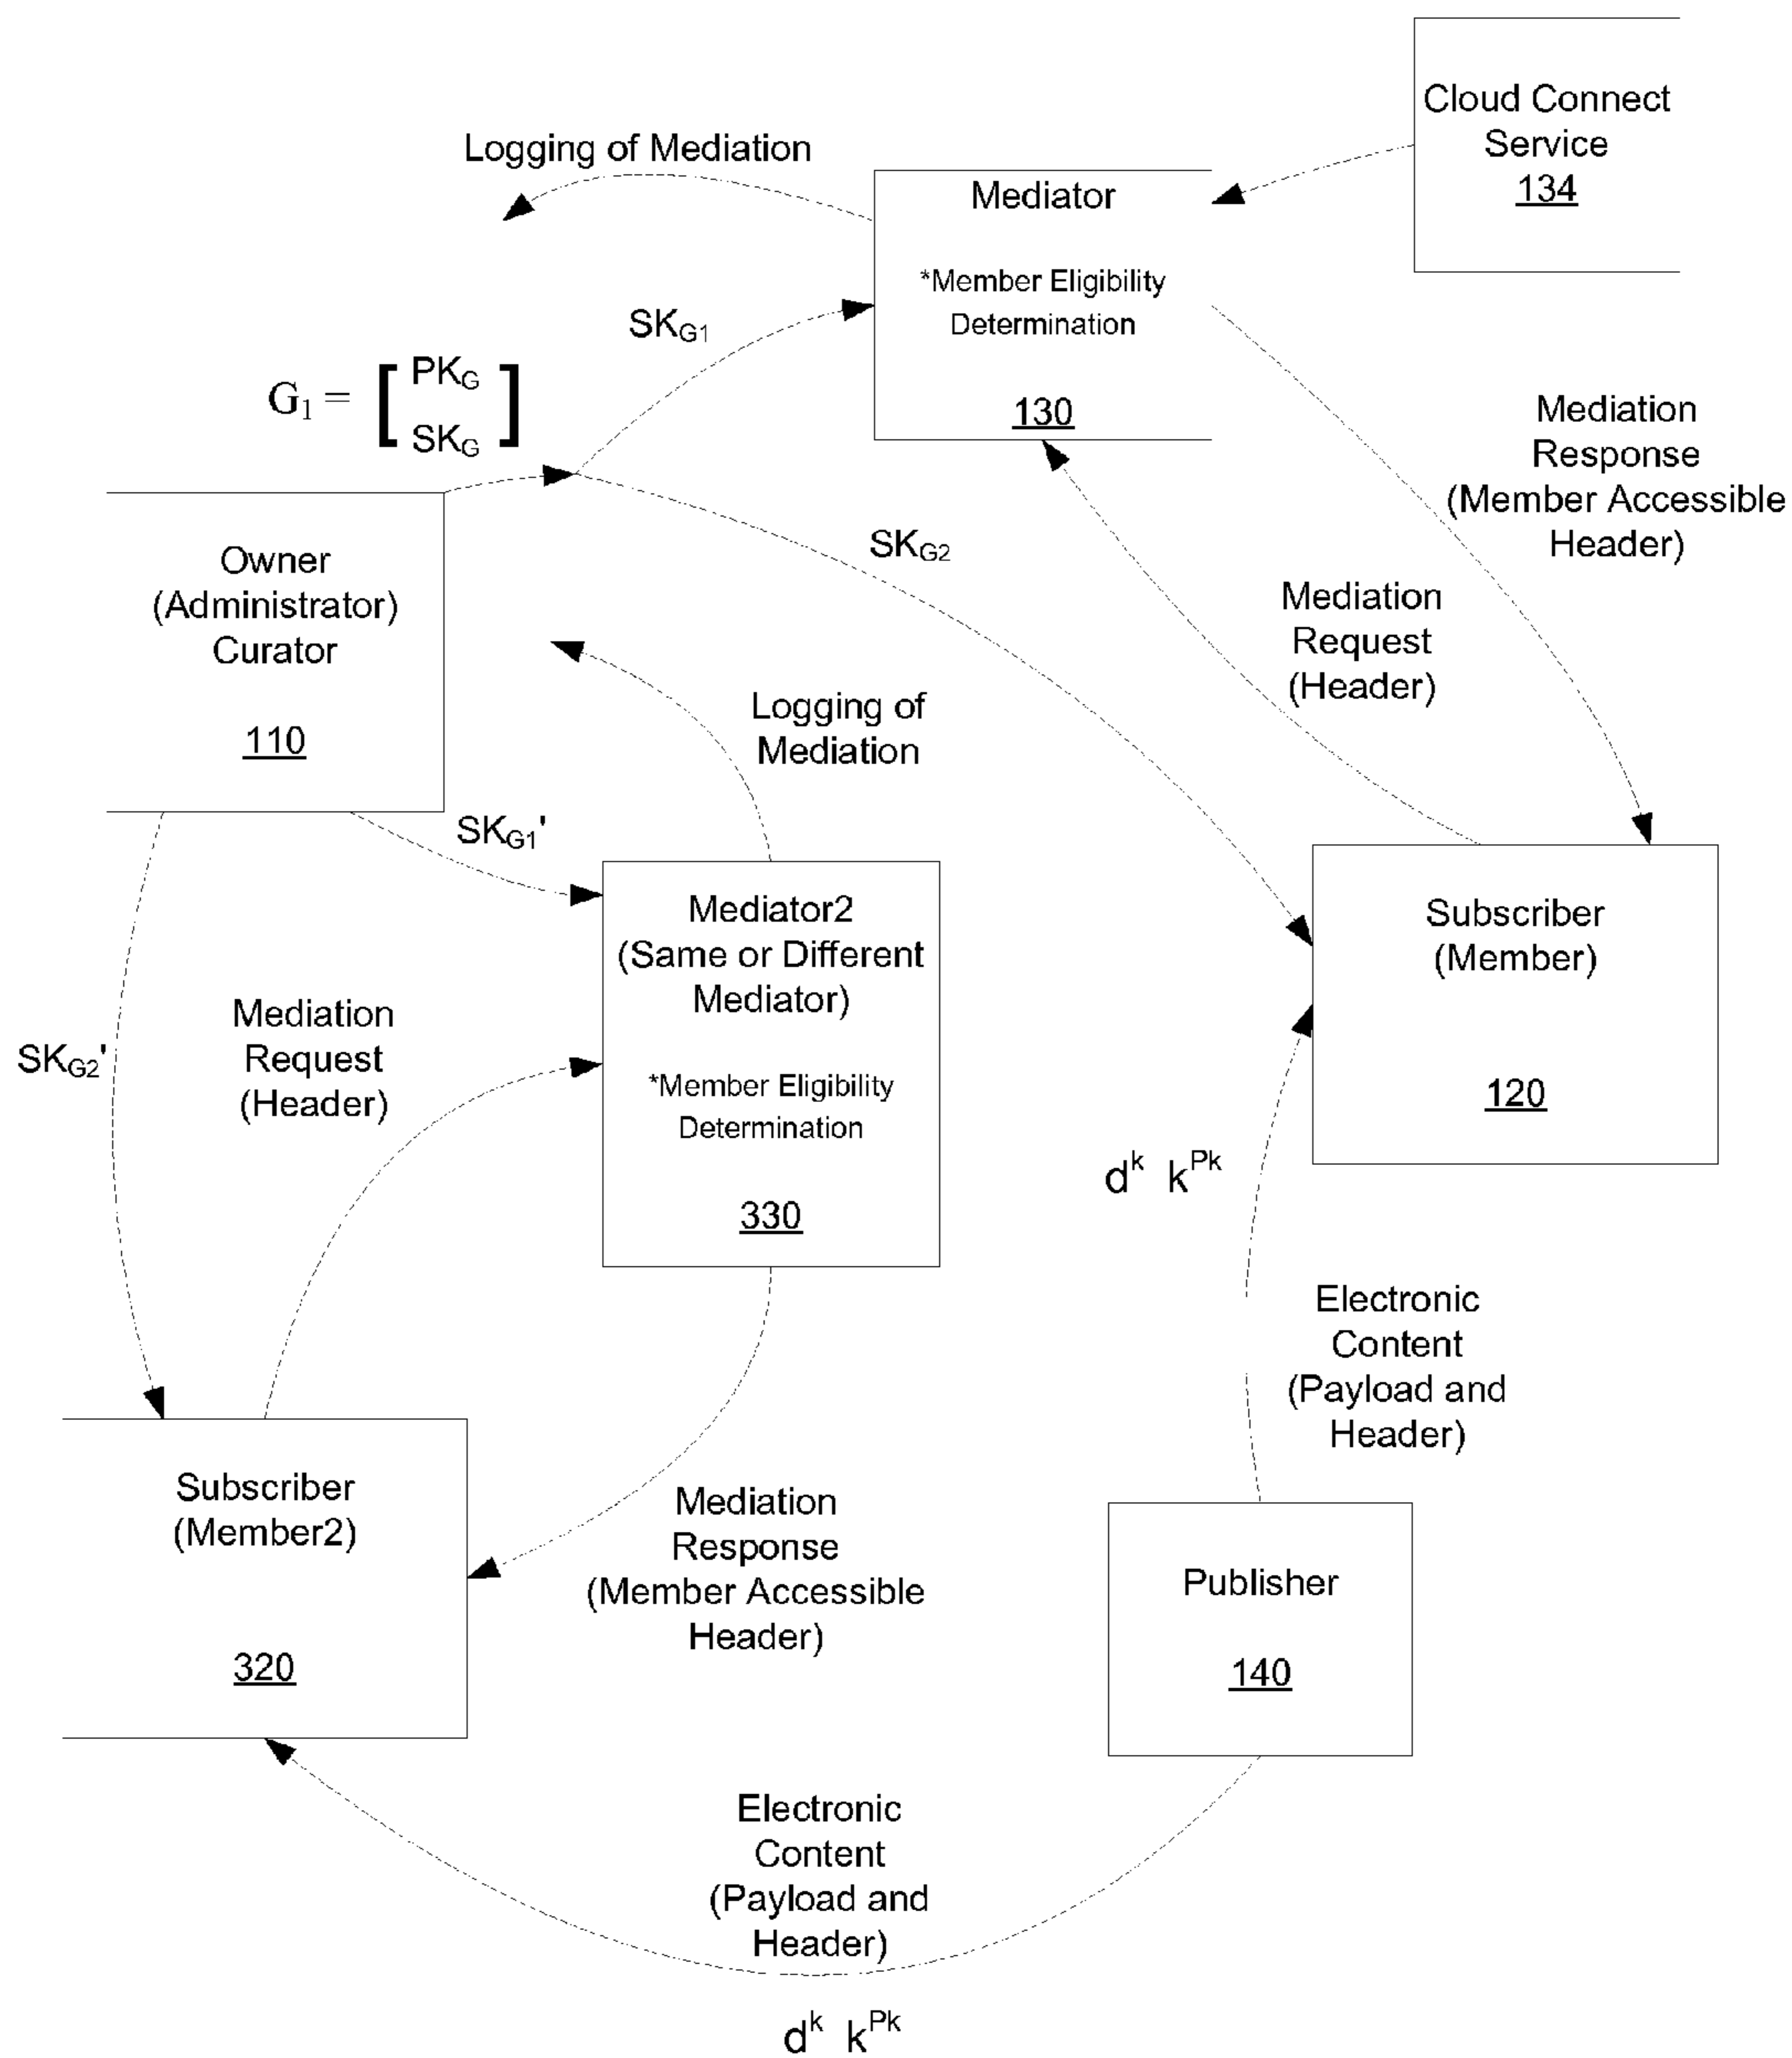 Cloud Connect
Service
134
Logging of Mediation
Mediator
*Member Eligibility
Determination
130
SKG1
G1 = [ PKG
SKG ]
Mediation
Response
(Member Accessible
Header)
SKG2
Mediation
Request
(Header)
Owner
(Administrator)
Curator
110
Logging of
Mediation
SKG1'
Mediator2
(Same or Different
Mediator)
*Member Eligibility
Determination
330
Subscriber
(Member)
120
SKG2'
Mediation
Request
(Header)
dk kPk
Electronic
Content
(Payload and
Header)
Subscriber
(Member2)
320
Mediation
Response
(Member Accessible
Header)
Publisher
140
Electronic
Content
(Payload and
Header)
dk kPk